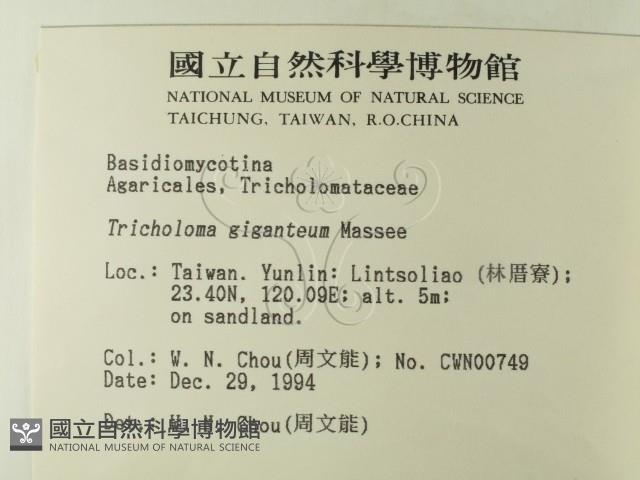 國立自然科學博物館
NATIONAL MUSEUM OF NATURAL SCIENCE
TAICHUNG, TAIWAN, R.O.CHINA
Basidiomycotina
Agaricales, Tricholomataceae
Tricholoma giganteum Massee
Loc.: Taiwan. Yunlin: Lintsoliao (林厝寮);
23.40N, 120.09E; alt. 5m;
on sandland.
Col.: W. N. Chou(周文能); No. CWN00749
Date: Dec. 29, 1994
Det.: W. N. Chou(周文能)
國立自然科學博物館
NATIONAL MUSEUM OF NATURAL SCIENCE